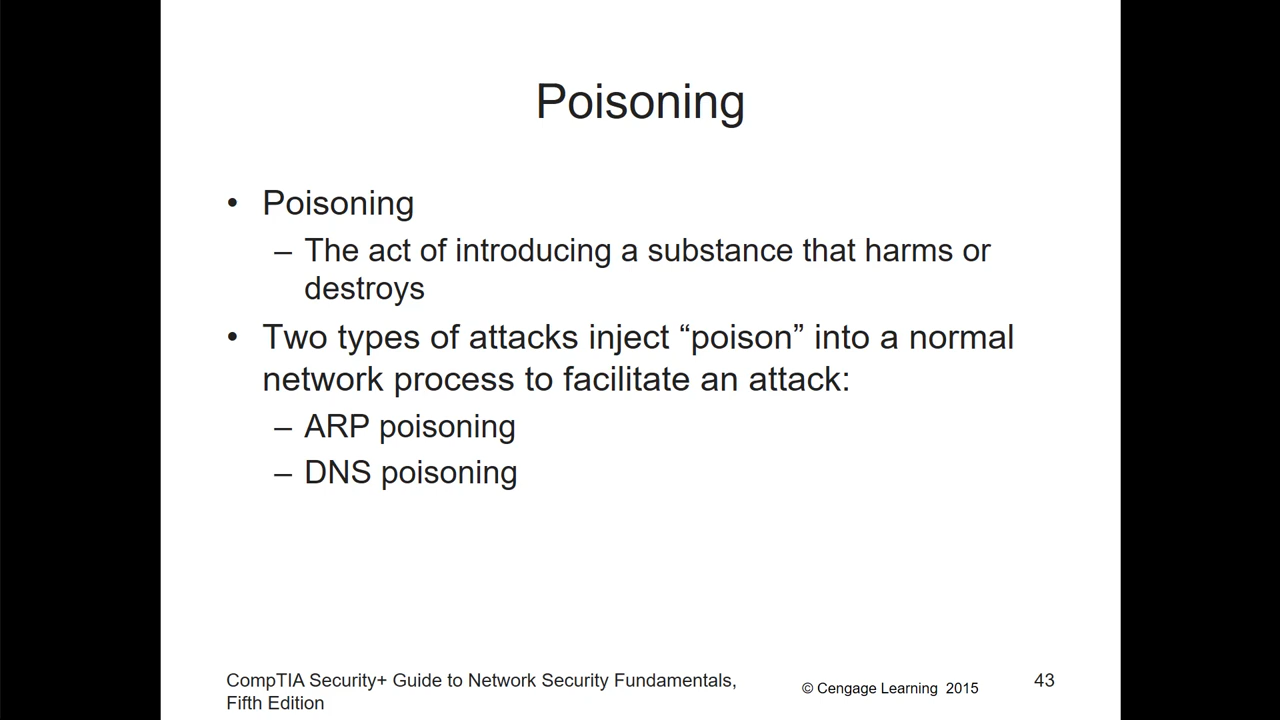 Poisoning
• Poisoning
– The act of introducing a substance that harms or
destroys
• Two types of attacks inject “poison” into a normal
network process to facilitate an attack:
– ARP poisoning
– DNS poisoning
CompTIA Security+ Guide to Network Security Fundamentals,
Fifth Edition
© Cengage Learning 2015
43